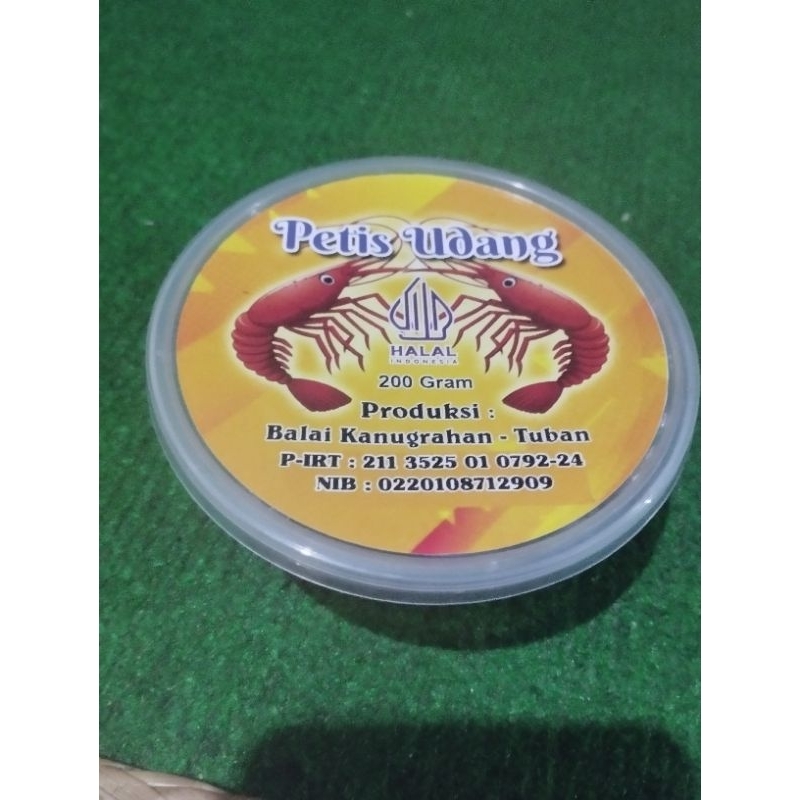 Petis Udang
HALAL
INDONESIA
200 Gram
Produksi :
Balai Kanugrahan - Tuban
P-IRT : 211 3525 01 0792-24
NIB : 0220108712909